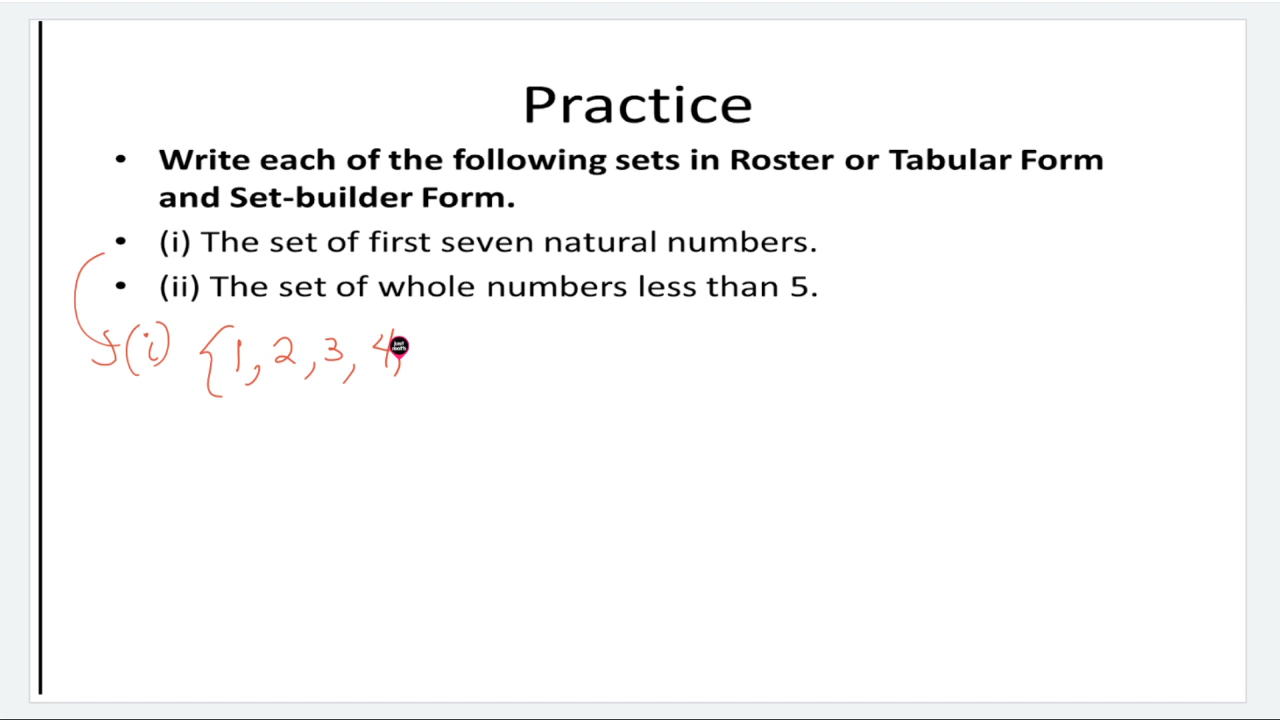 Practice
• Write each of the following sets in Roster or Tabular Form
and Set-builder Form.
• (i) The set of first seven natural numbers.
• (ii) The set of whole numbers less than 5.
(i) {1, 2, 3, 4,